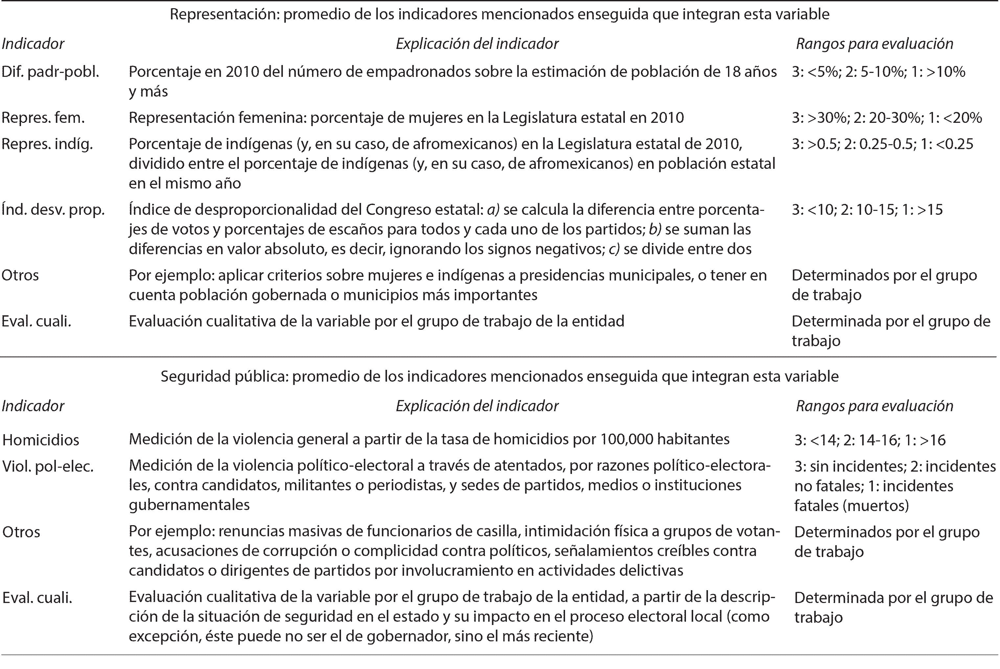 Representación: promedio de los indicadores mencionados enseguida que integran esta variable
Indicador Explicación del indicador Rangos para evaluación
Dif. padr-pobl. Porcentaje en 2010 del número de empadronados sobre la estimación de población de 18 años 3: <5%; 2: 5-10%; 1: >10%
y más
Repres. fem. Representación femenina: porcentaje de mujeres en la Legislatura estatal en 2010 3: >30%; 2: 20-30%; 1: <20%
Repres. indíg. Porcentaje de indígenas (y, en su caso, de afromexicanos) en la Legislatura estatal de 2010, 3: >0.5; 2: 0.25-0.5; 1: <0.25
dividido entre el porcentaje de indígenas (y, en su caso, de afromexicanos) en población estatal
en el mismo año
Índ. desv. prop. Índice de desproporcionalidad del Congreso estatal: a) se calcula la diferencia entre porcenta- 3: <10; 2: 10-15; 1: >15
jes de votos y porcentajes de escaños para todos y cada uno de los partidos; b) se suman las
diferencias en valor absoluto, es decir, ignorando los signos negativos; c) se divide entre dos
Otros Por ejemplo: aplicar criterios sobre mujeres e indígenas a presidencias municipales, o tener en Determinados por el grupo
cuenta población gobernada o municipios más importantes de trabajo
Eval. cuali. Evaluación cualitativa de la variable por el grupo de trabajo de la entidad Determinada por el grupo de
trabajo
Seguridad pública: promedio de los indicadores mencionados enseguida que integran esta variable
Indicador Explicación del indicador Rangos para evaluación
Homicidios Medición de la violencia general a partir de la tasa de homicidios por 100,000 habitantes 3: <14; 2: 14-16; 1: >16
Viol. pol-elec. Medición de la violencia político-electoral a través de atentados, por razones político-electora- 3: sin incidentes; 2: incidentes
les, contra candidatos, militantes o periodistas, y sedes de partidos, medios o instituciones no fatales; 1: incidentes
gubernamentales fatales (muertos)
Otros Por ejemplo: renuncias masivas de funcionarios de casilla, intimidación física a grupos de votan- Determinados por el grupo
tes, acusaciones de corrupción o complicidad contra políticos, señalamientos creíbles contra de trabajo
candidatos o dirigentes de partidos por involucramiento en actividades delictivas
Eval. cuali. Evaluación cualitativa de la variable por el grupo de trabajo de la entidad, a partir de la descrip- Determinada por el grupo de
ción de la situación de seguridad en el estado y su impacto en el proceso electoral local (como trabajo
excepción, éste puede no ser el de gobernador, sino el más reciente)